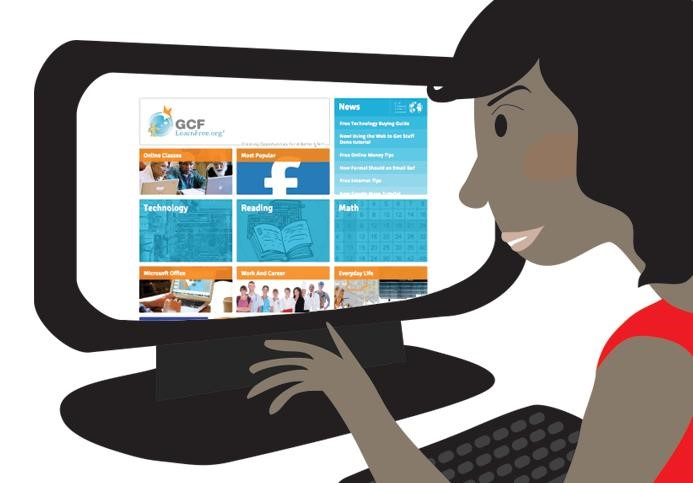 GCF
LearnFree.org®
Creating Opportunities For A Better Life.®
News
Free Technology Buying Guide
New! Using the Web to Get Stuff
Done tutorial
Free Online Money Tips
How Formal Should an Email Be?
Free Internet Tips
Online Classes
Most Popular
Technology
Reading
Math
Microsoft Office
Work And Career
Everyday Life